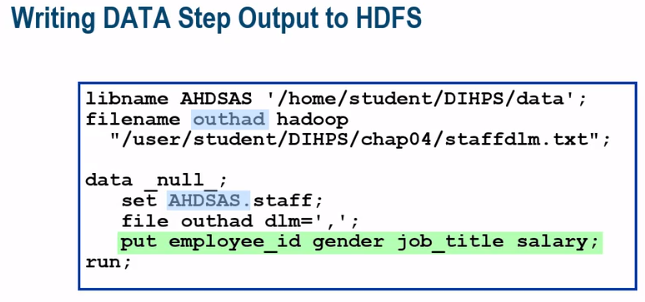 Writing DATA Step Output to HDFS
libname AHDSAS '/home/student/DIHPS/data';
filename outhad hadoop
"/user/student/DIHPS/chap04/staffdlm.txt";
data _null_;
set AHDSAS.staff;
file outhad dlm=',';
put employee_id gender job_title salary;
run;